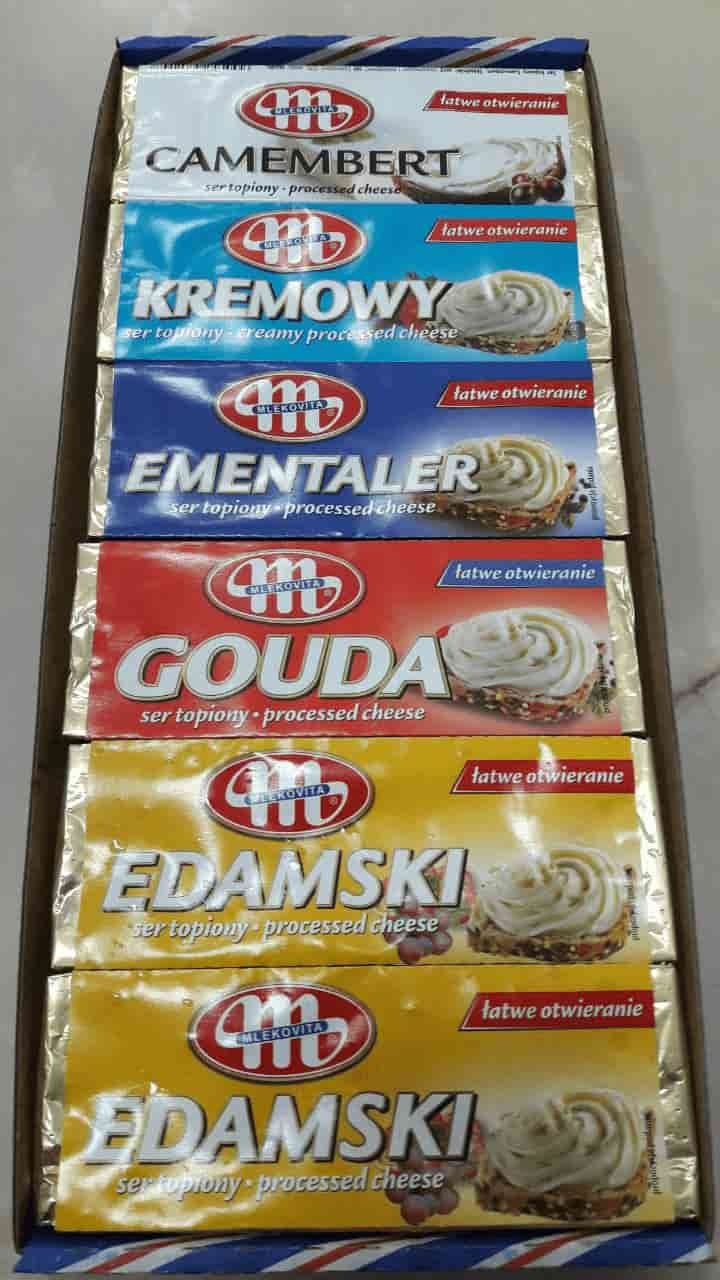 MLEKOVITA
łatwe otwieranie
CAMEMBERT
ser topiony - processed cheese
MLEKOVITA
łatwe otwieranie
KREMOWY
ser topiony - creamy processed cheese
MLEKOVITA
łatwe otwieranie
EMENTALER
ser topiony • processed cheese
MLEKOVITA
łatwe otwieranie
GOUDA
ser topiony • processed cheese
MLEKOVITA
łatwe otwieranie
EDAMSKI
ser topiony • processed cheese
MLEKOVITA
łatwe otwieranie
EDAMSKI
ser topiony • processed cheese